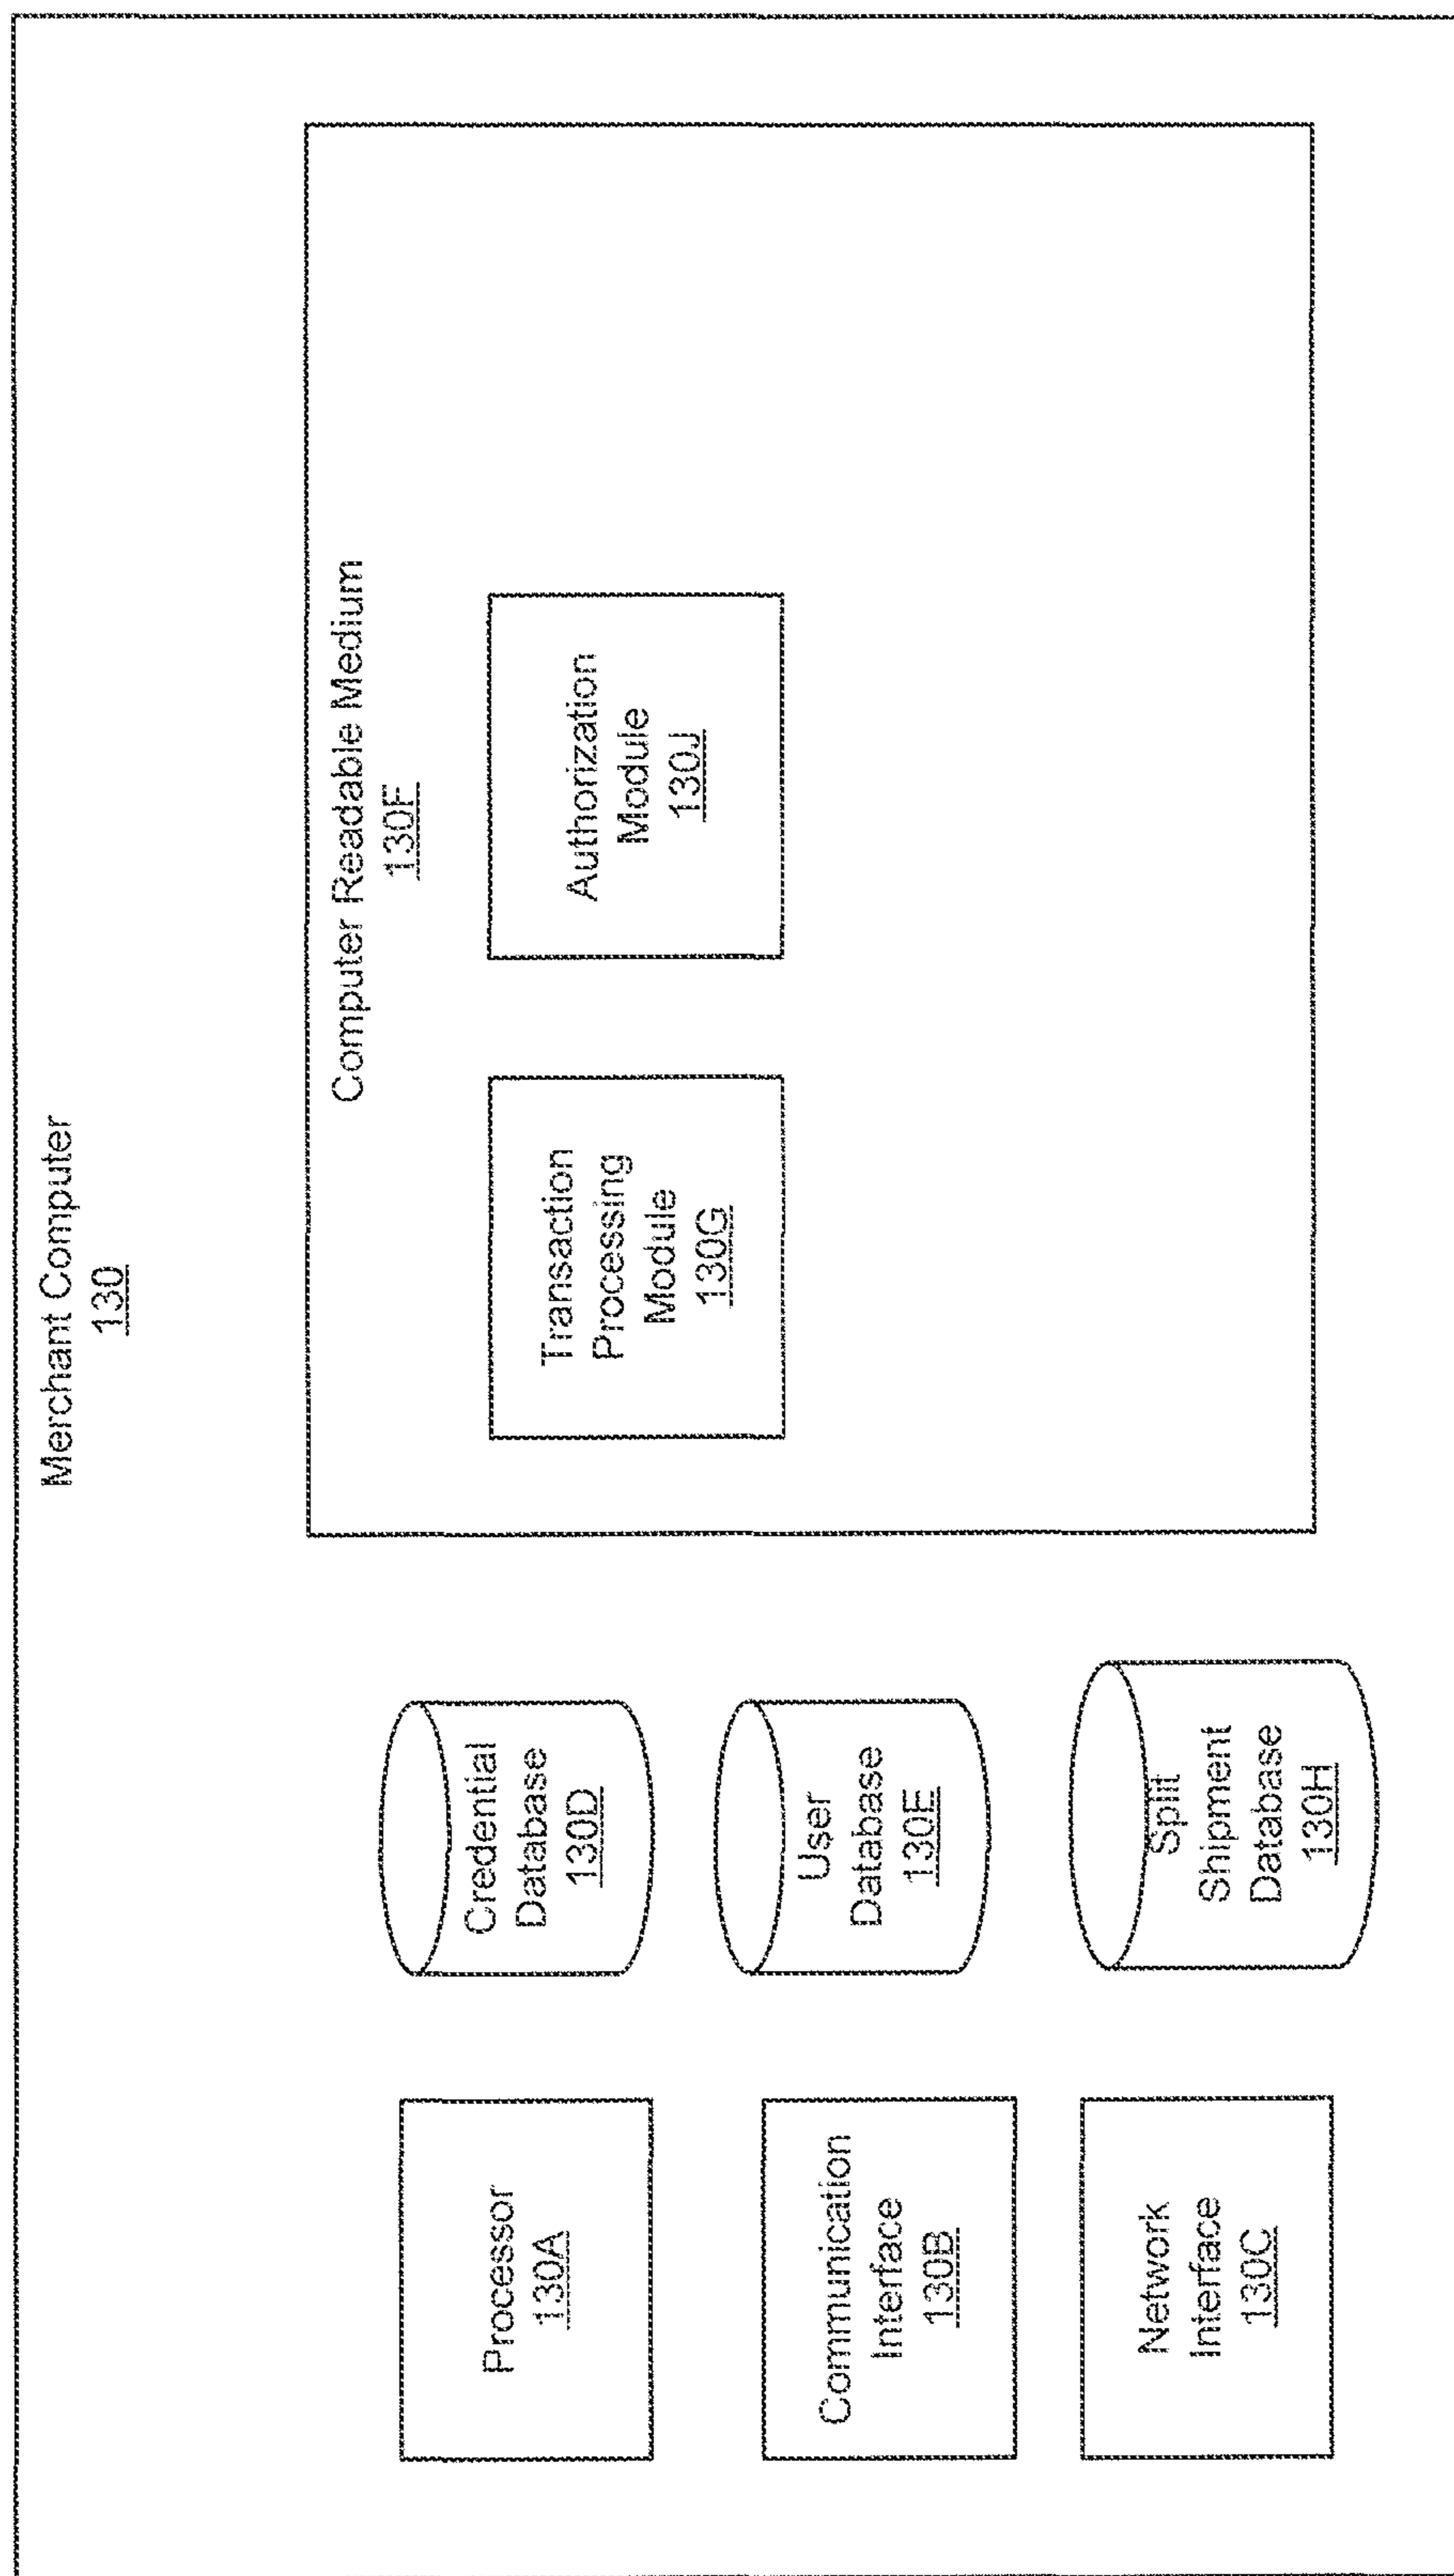 Merchant Computer
130
Processor
130A
Communication
Interface
130B
Network
Interface
130C
Credential
Database
130D
User
Database
130E
Split
Shipment
Database
130H
Computer Readable Medium
130F
Transaction
Processing
Module
130G
Authorization
Module
130J